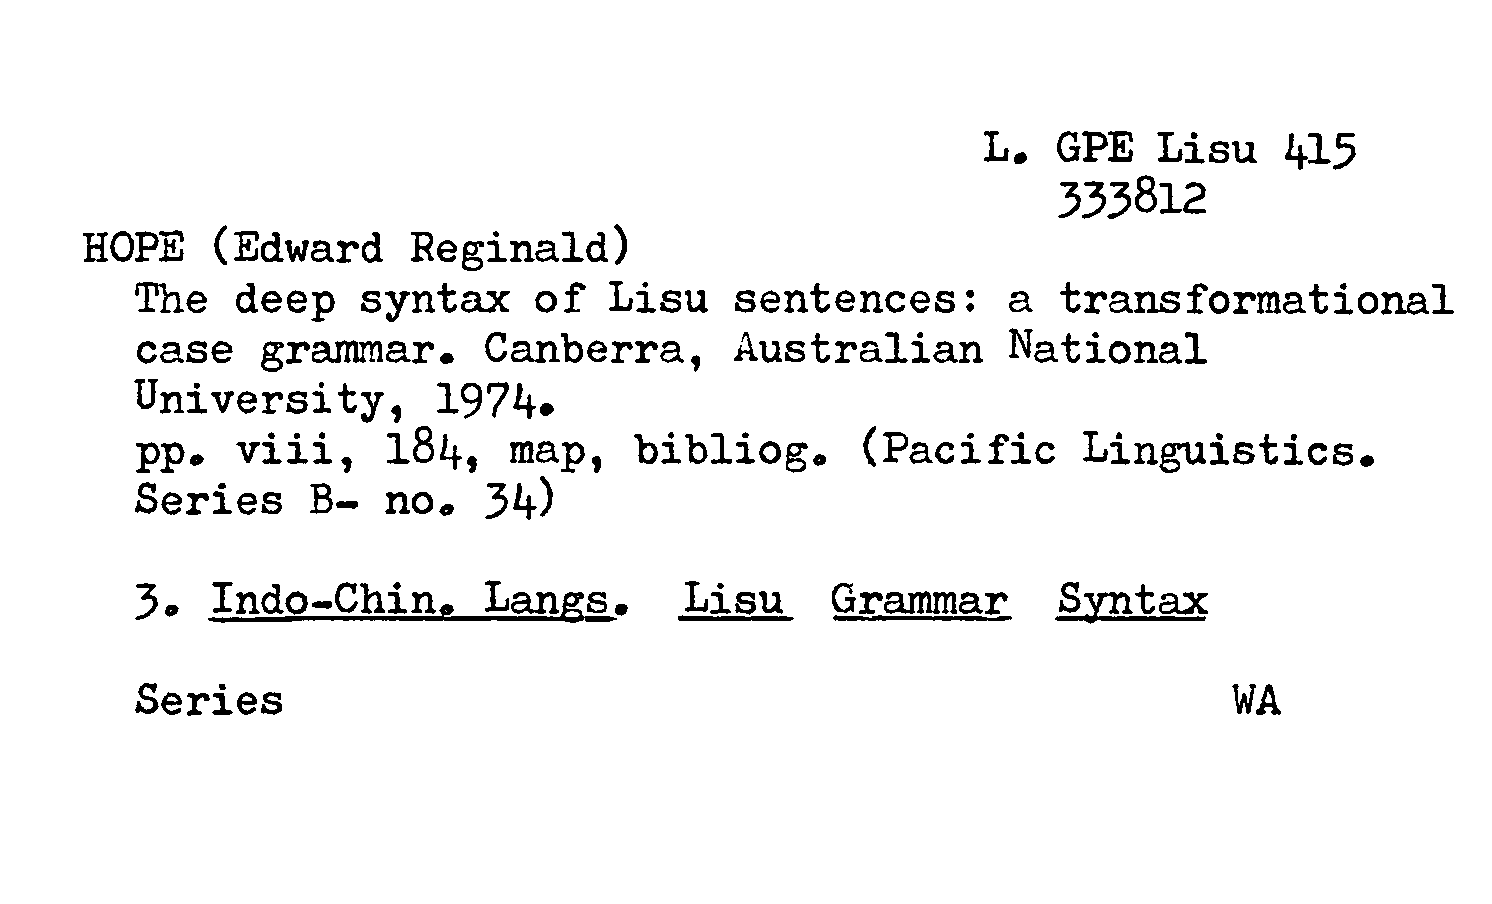 L. GPE Lisu 415
333812
HOPE (Edward Reginald)
The deep syntax of Lisu sentences: a transformational
case grammar. Canberra, Australian National
University, 1974.
pp. viii, 184, map, bibliog. (Pacific Linguistics.
Series B- no. 34)
3. Indo-Chin. Langs. Lisu Grammar Syntax
Series WA